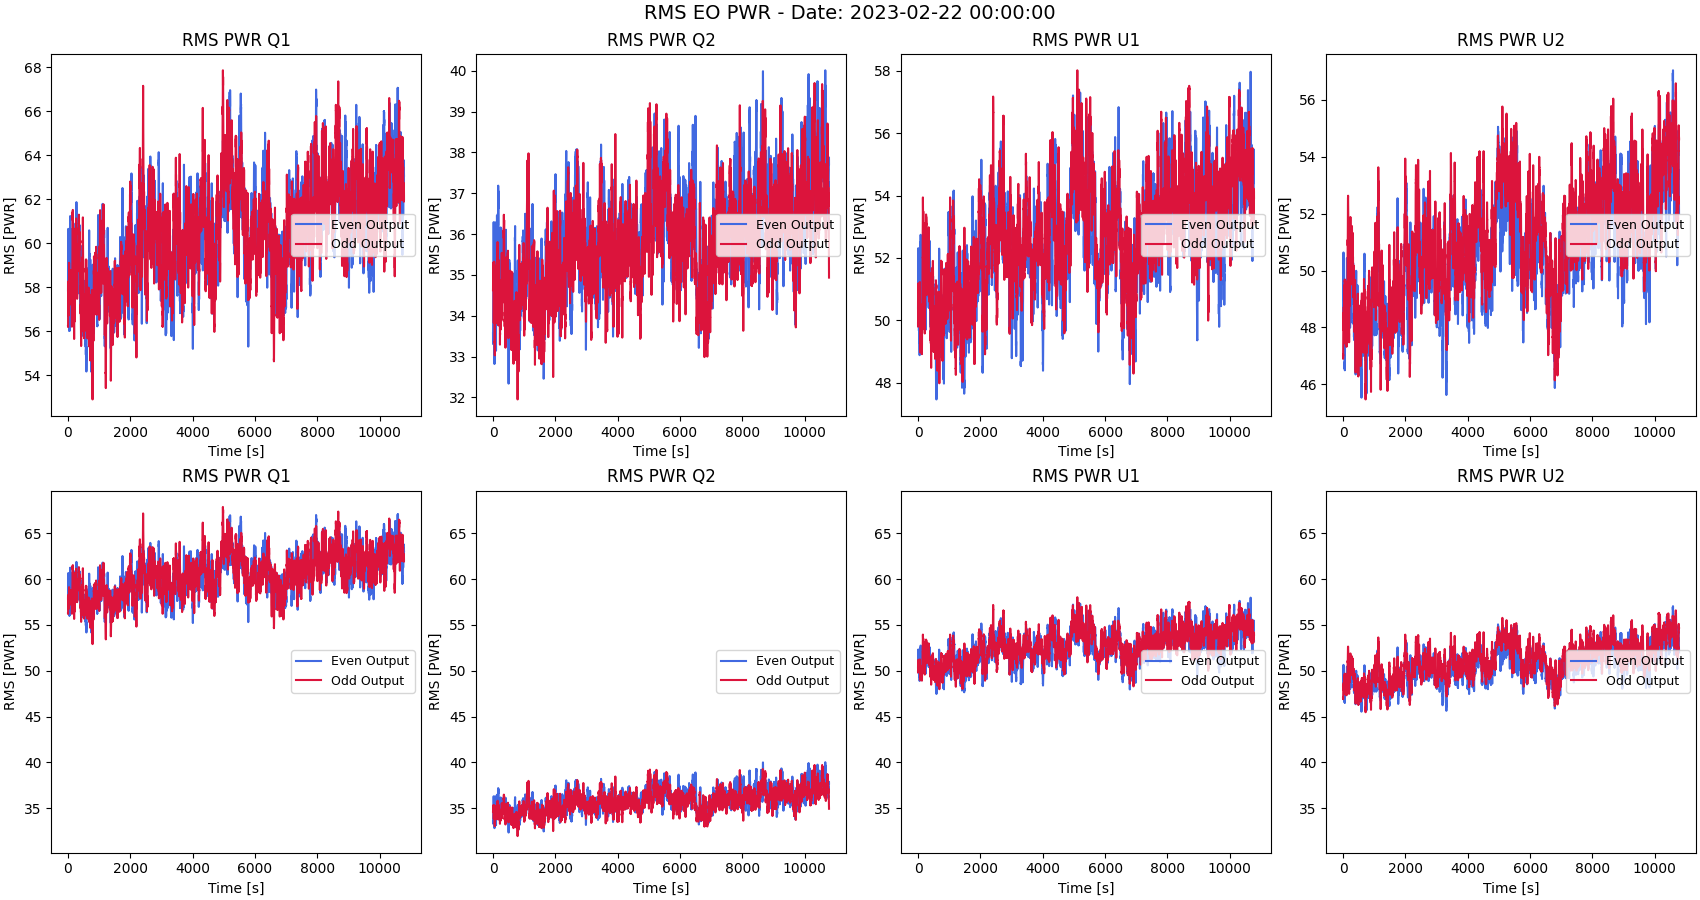 RMS EO PWR - Date: 2023-02-22 00:00:00
RMS PWR Q1
RMS [PWR]
68
66
64
62
60
58
56
54
Even Output
Odd Output
0 2000 4000 6000 8000 10000
Time [s]
RMS PWR Q2
RMS [PWR]
40
39
38
37
36
35
34
33
32
Even Output
Odd Output
0 2000 4000 6000 8000 10000
Time [s]
RMS PWR U1
RMS [PWR]
58
56
54
52
50
48
Even Output
Odd Output
0 2000 4000 6000 8000 10000
Time [s]
RMS PWR U2
RMS [PWR]
56
54
52
50
48
46
Even Output
Odd Output
0 2000 4000 6000 8000 10000
Time [s]
RMS PWR Q1
RMS [PWR]
65
60
55
50
45
40
35
Even Output
Odd Output
0 2000 4000 6000 8000 10000
Time [s]
RMS PWR Q2
RMS [PWR]
65
60
55
50
45
40
35
Even Output
Odd Output
0 2000 4000 6000 8000 10000
Time [s]
RMS PWR U1
RMS [PWR]
65
60
55
50
45
40
35
Even Output
Odd Output
0 2000 4000 6000 8000 10000
Time [s]
RMS PWR U2
RMS [PWR]
65
60
55
50
45
40
35
Even Output
Odd Output
0 2000 4000 6000 8000 10000
Time [s]